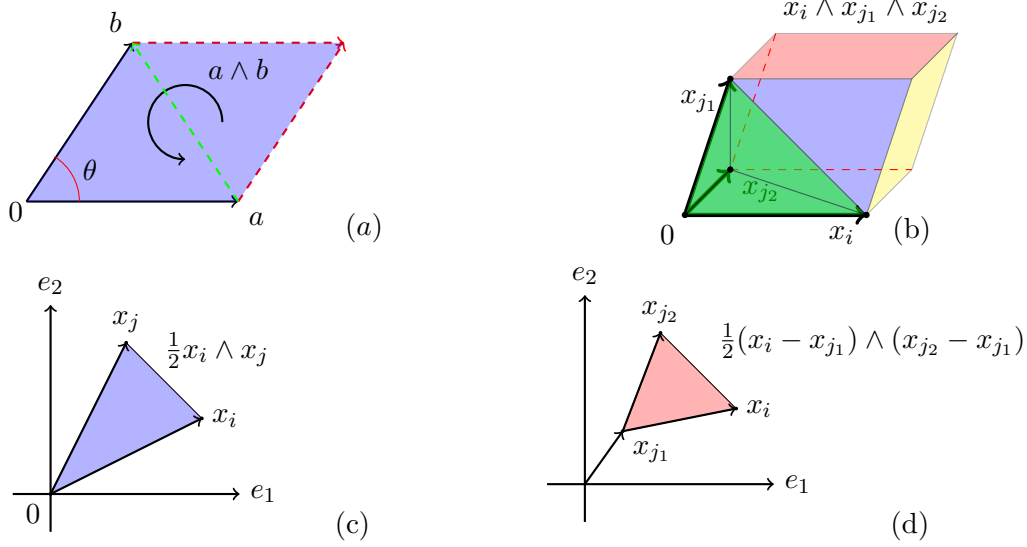 b
a ∧ b
θ
0
a
(a)
x_i ∧ x_{j_1} ∧ x_{j_2}
x_{j_1}
x_{j_2}
0
x_i
(b)
e_2
x_j
½x_i ∧ x_j
x_i
0
e_1
(c)
e_2
x_{j_2}
½(x_i − x_{j_1}) ∧ (x_{j_2} − x_{j_1})
x_i
x_{j_1}
e_1
(d)